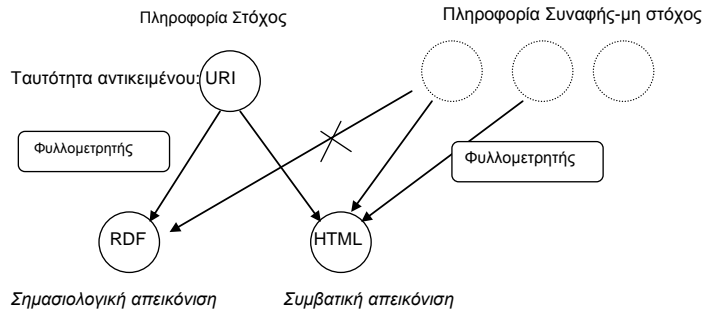 Πληροφορία Στόχος
Πληροφορία Συναφής-μη στόχος
Ταυτότητα αντικειμένου: URI
Φυλλομετρητής
Φυλλομετρητής
RDF
HTML
Σημασιολογική απεικόνιση
Συμβατική απεικόνιση